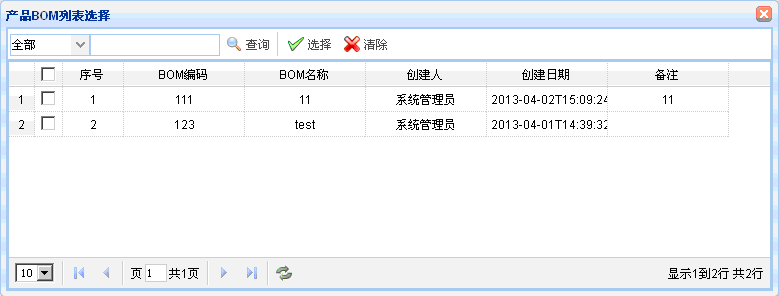 产品BOM列表选择
全部 查询 选择 清除
序号 BOM编码 BOM名称 创建人 创建日期 备注
1 1 111 11 系统管理员 2013-04-02T15:09:24 11
2 2 123 test 系统管理员 2013-04-01T14:39:32
10 页 1 共1页 显示1到2行 共2行